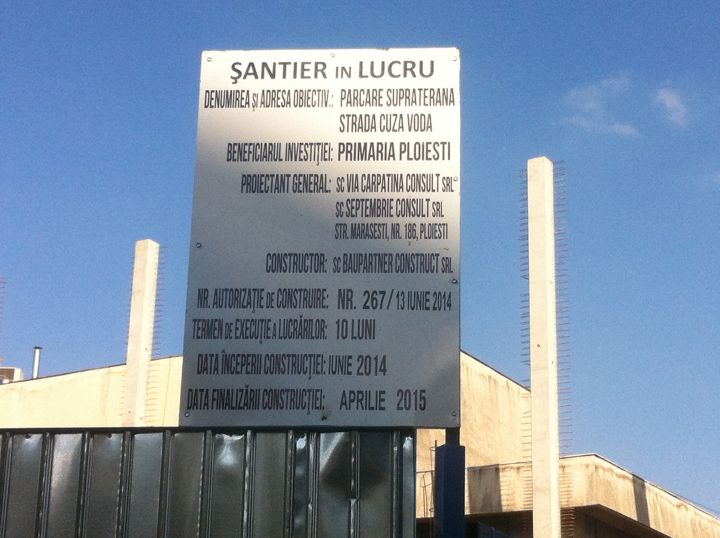 ŞANTIER IN LUCRU
DENUMIREA ȘI ADRESA OBIECTIV.: PARCARE SUPRATERANA
STRADA CUZA VODA
BENEFICIARUL INVESTIŢIEI: PRIMARIA PLOIESTI
PROIECTANT GENERAL: SC VIA CARPATINA CONSULT SRL
SC SEPTEMBRIE CONSULT SRL
STR. MARASESTI, NR. 186, PLOIESTI
CONSTRUCTOR: SC BAUPARTNER CONSTRUCT SRL
NR. AUTORIZAŢIE DE CONSTRUIRE: NR. 267/13 IUNIE 2014
TERMEN DE EXECUŢIE A LUCRĂRILOR: 10 LUNI
DATA ÎNCEPERII CONSTRUCŢIEI: IUNIE 2014
DATA FINALIZĂRII CONSTRUCŢIEI: APRILIE 2015